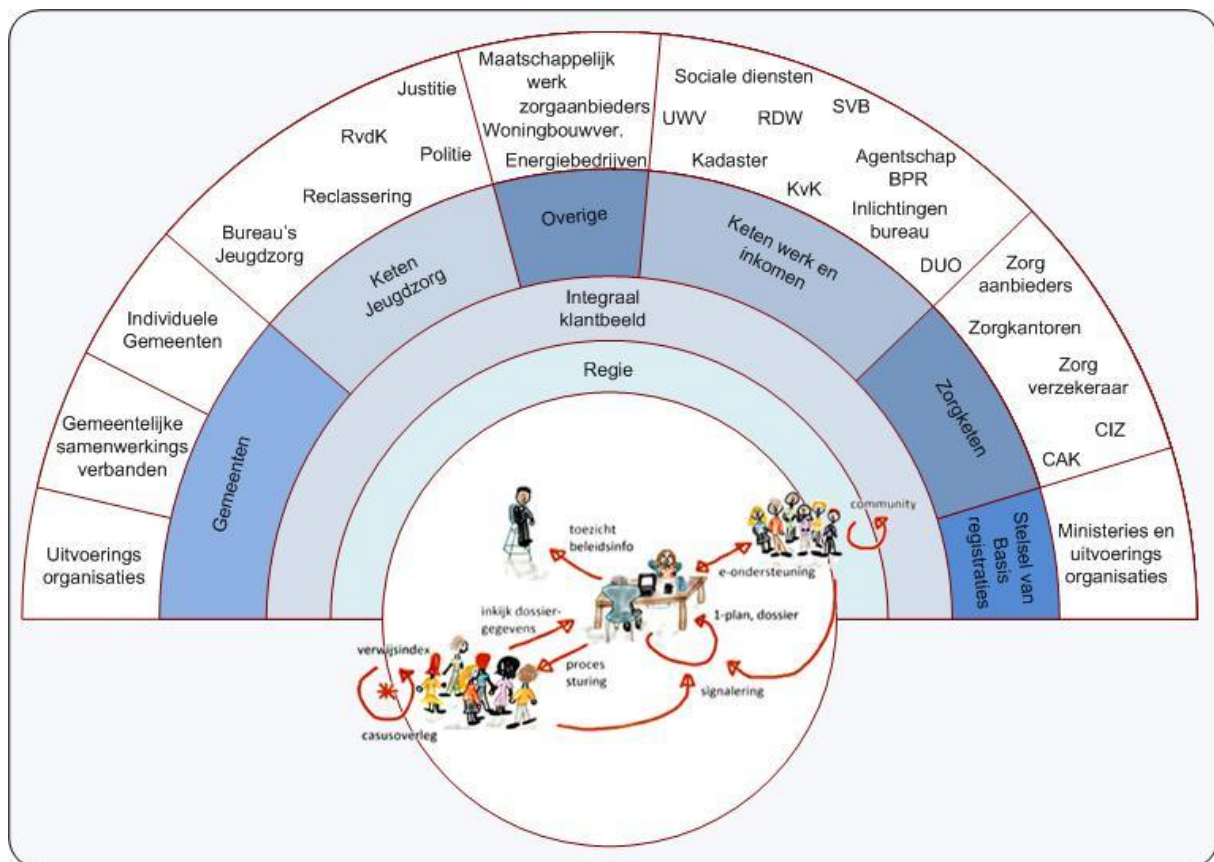 Uitvoerings
organisaties
Gemeentelijke
samenwerkings
verbanden
Individuele
Gemeenten
Gemeenten
Bureau's
Jeugdzorg
Reclassering
RvdK
Politie
Justitie
Keten
Jeugdzorg
Maatschappelijk
werk
zorgaanbieders
Woningbouwver.
Energiebedrijven
Overige
Sociale diensten
UWV
RDW
SVB
Kadaster
KvK
Agentschap
BPR
Inlichtingen
bureau
DUO
Keten werk en
inkomen
Zorg
aanbieders
Zorgkantoren
Zorg
verzekeraar
CIZ
CAK
Zorgketen
Ministeries en
uitvoerings
organisaties
Stelsel van
Basis
registraties
Integraal
klantbeeld
Regie
toezicht
beleidsinfo
community
e-ondersteuning
1-plan, dossier
inkijk dossier-
gegevens
verwijsindex
proces
sturing
signalering
casusoverleg